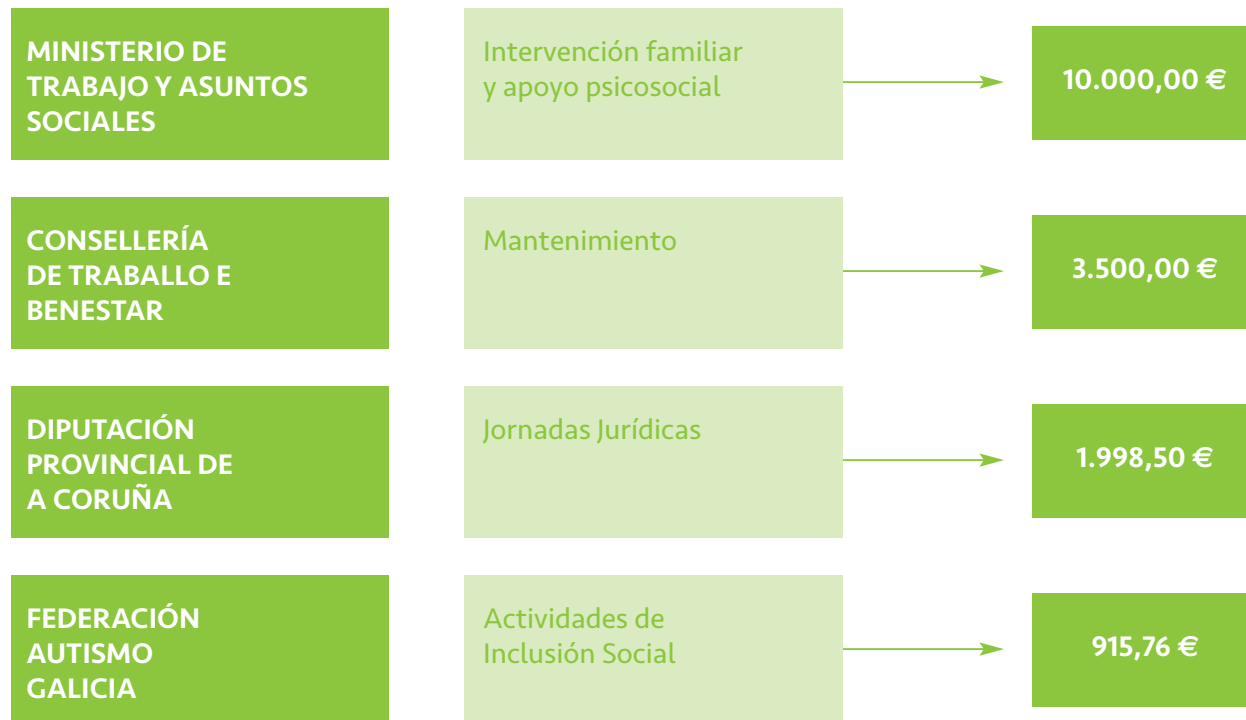 MINISTERIO DE
TRABAJO Y ASUNTOS
SOCIALES
Intervención familiar
y apoyo psicosocial
10.000,00 €
CONSELLERÍA
DE TRABALLO E
BENESTAR
Mantenimiento
3.500,00 €
DIPUTACIÓN
PROVINCIAL DE
A CORUÑA
Jornadas Jurídicas
1.998,50 €
FEDERACIÓN
AUTISMO
GALICIA
Actividades de
Inclusión Social
915,76 €